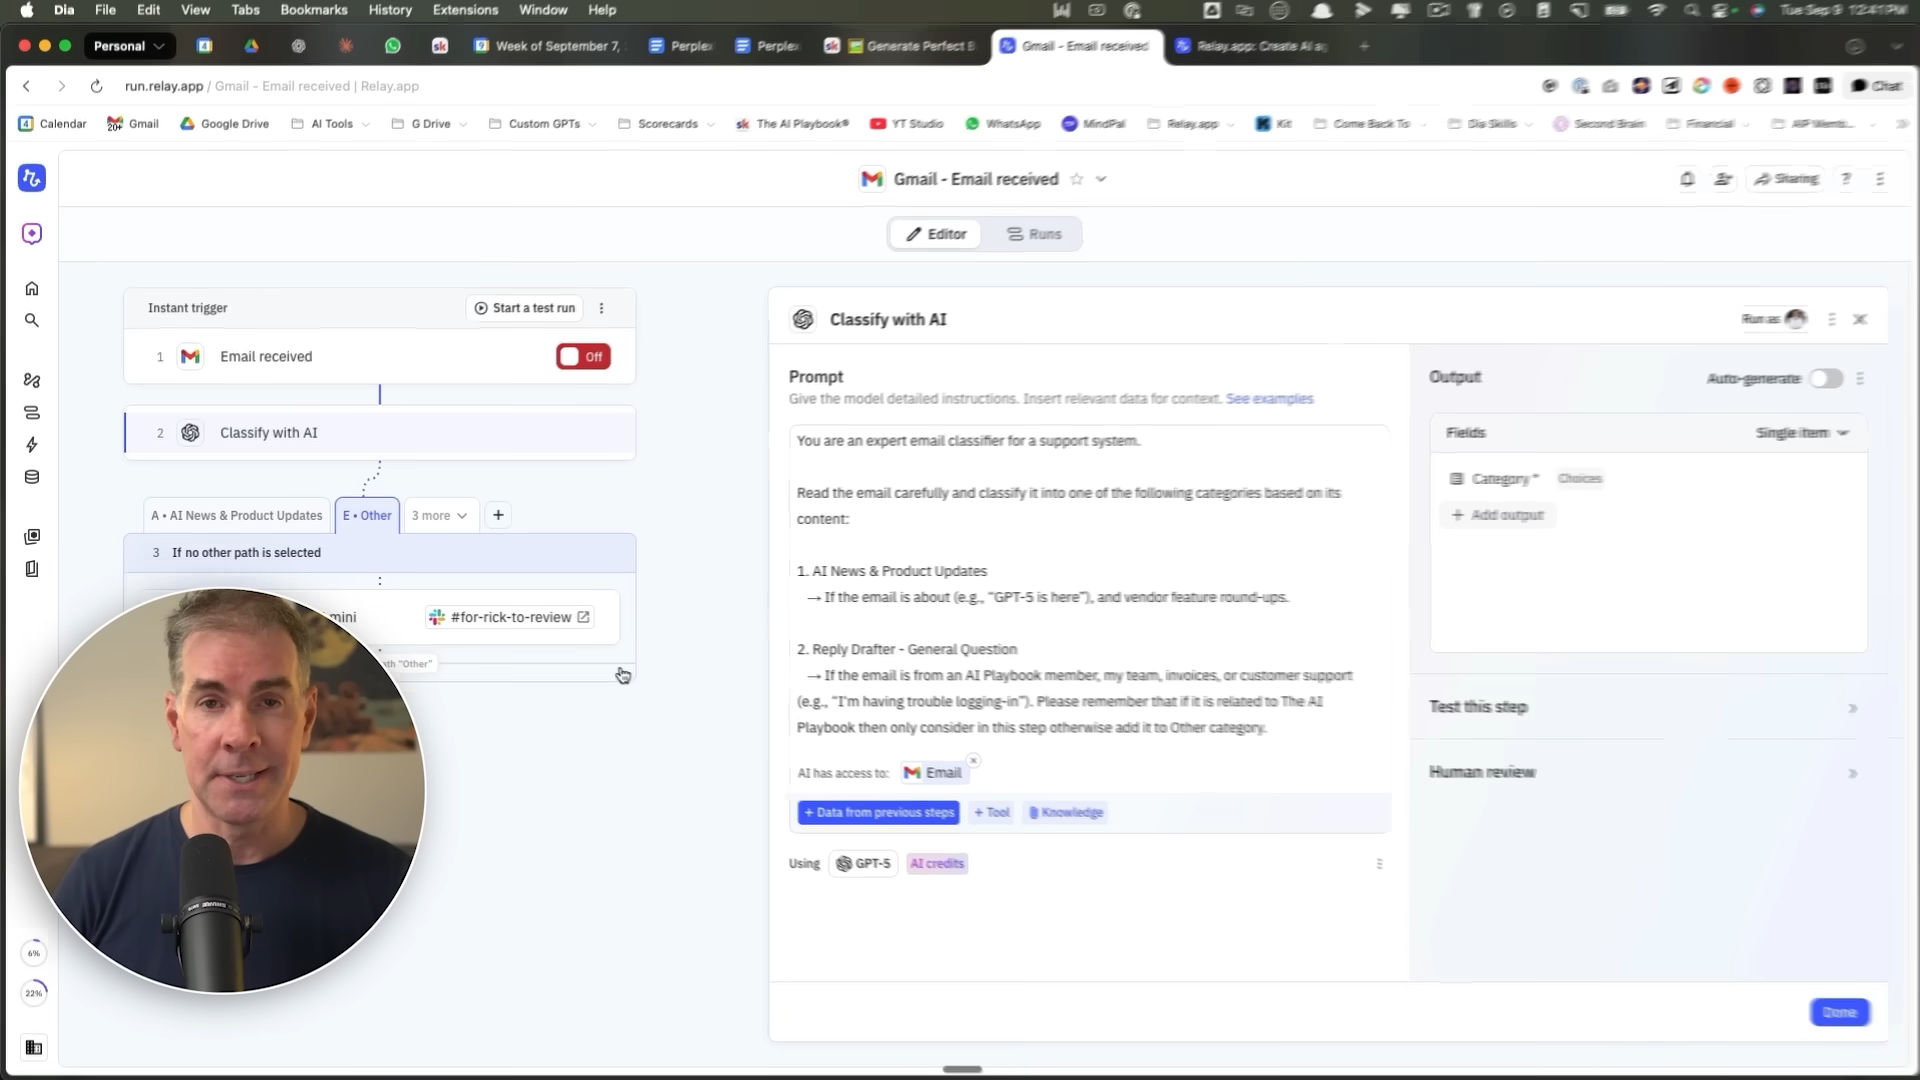 Dia File Edit View Tabs Bookmarks History Extensions Window Help Tue Sep 9 12:41 PM
Personal Week of September 7, Perplex Perplex Generate Perfect B Gmail - Email received Relay.app: Create AI ag
run.relay.app / Gmail - Email received | Relay.app Chat
Calendar Gmail Google Drive AI Tools G Drive Custom GPTs Scorecards The AI Playbook® YT Studio WhatsApp MindPal Relay.app Kit Come Back To Dia Skills Second Brain Financial
Gmail - Email received
Sharing
Editor Runs
Instant trigger Start a test run
1 Email received Off
2 Classify with AI
A • AI News & Product Updates E • Other 3 more
3 If no other path is selected
mini #for-rick-to-review
"Other"
6%
22%
Classify with AI
Run as
Prompt
Give the model detailed instructions. Insert relevant data for context. See examples
You are an expert email classifier for a support system.
Read the email carefully and classify it into one of the following categories based on its
content:
1. AI News & Product Updates
→ If the email is about (e.g., "GPT-5 is here"), and vendor feature round-ups.
2. Reply Drafter - General Question
→ If the email is from an AI Playbook member, my team, invoices, or customer support
(e.g., "I'm having trouble logging-in"). Please remember that if it is related to The AI
Playbook then only consider in this step otherwise add it to Other category.
AI has access to: Email
+ Data from previous steps + Tool Knowledge
Using GPT-5 AI credits
Output Auto-generate
Fields Single item
Category * Choices
+ Add output
Test this step
Human review
Done